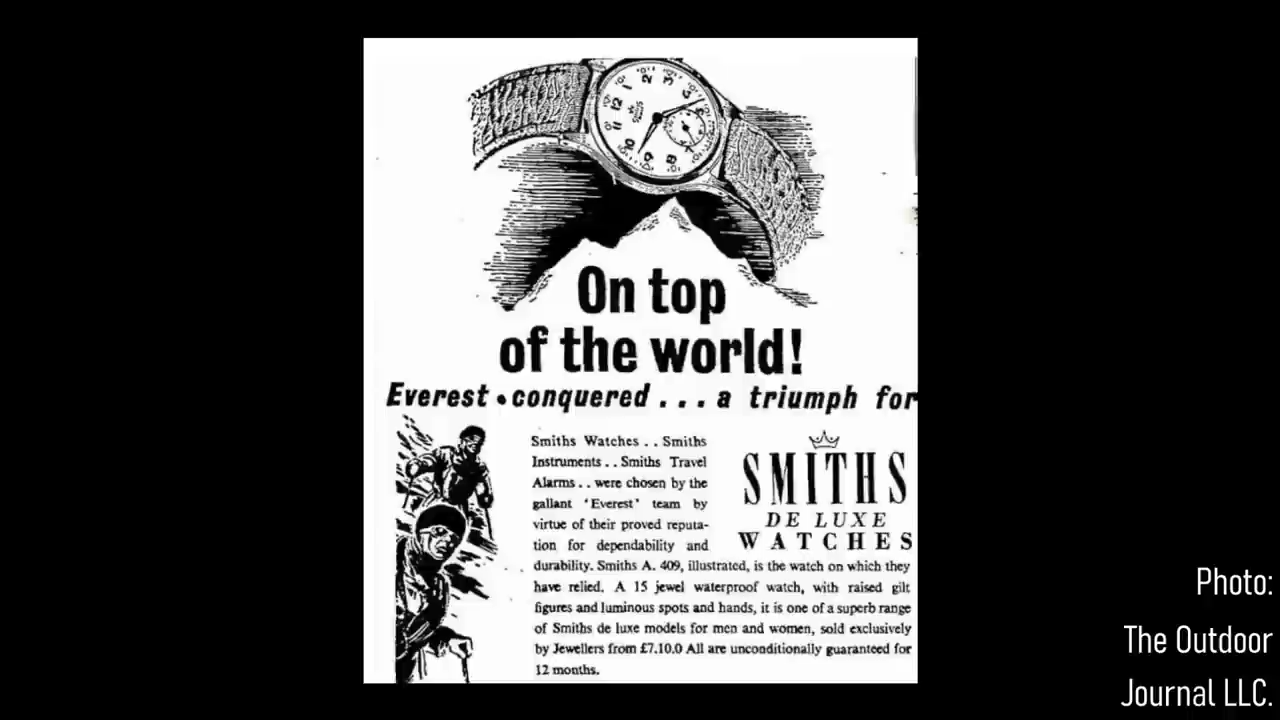 SMITHS
On top
of the world!
Everest • conquered . . . a triumph for
Smiths Watches . . Smiths
Instruments . . Smiths Travel
Alarms . . were chosen by the
gallant 'Everest' team by
virtue of their proved reputa-
tion for dependability and
SMITHS
DE LUXE
WATCHES
durability. Smiths A. 409, illustrated, is the watch on which they
have relied. A 15 jewel waterproof watch, with raised gilt
figures and luminous spots and hands, it is one of a superb range
of Smiths de luxe models for men and women, sold exclusively
by Jewellers from £7.10.0 All are unconditionally guaranteed for
12 months.
Photo:
The Outdoor
Journal LLC.